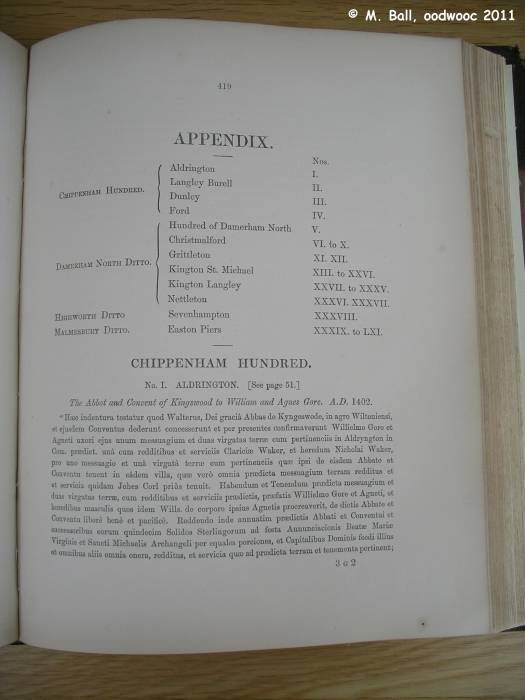 © M. Ball, oodwooc 2011
419
APPENDIX.
Nos.
CHIPPENHAM HUNDRED. { Aldrington I.
Langley Burell II.
Dunley III.
Ford IV.
DAMERHAM NORTH DITTO. { Hundred of Damerham North V.
Christmalford VI. to X.
Grittleton XI. XII.
Kington St. Michael XIII. to XXVI.
Kington Langley XXVII. to XXXV.
Nettleton XXXVI. XXXVII.
HIGHWORTH DITTO Sevenhampton XXXVIII.
MALMESBURY DITTO. Easton Piers XXXIX. to LXI.
CHIPPENHAM HUNDRED.
No. I. ALDRINGTON. [See page 51.]
The Abbot and Convent of Kingswood to William and Agnes Gore. A.D. 1402.
"Hæc indentura testatur quod Walterus, Dei graciâ Abbas de Kyngeswode, in agro Wiltoniensi,
et ejusdem Conventus dederunt concesserunt et per presentes confirmaverunt Willielmo Gore et
Agneti uxori ejus unum messuagium et duas virgatas terræ cum pertinenciis in Aldryngton in
Com. prædict. unâ cum redditibus et serviciis Clariciæ Waker, et heredum Nicholai Waker,
pro uno messuagio et unâ virgatâ terræ cum pertinenciis quæ ipsi de eisdem Abbate et
Conventu tenent in eâdem villa, quæ verò omnia prædicta messuagium terram redditus et
et servicia quidam Johes Cori priùs tenuit. Habendum et Tenendum prædicta messuagium et
duas virgatas terræ, cum redditibus et serviciis prædictis, præfatis Willielmo Gore et Agneti, et
heredibus masculis quos idem Wills. de corpore ipsius Agnetis procreaverit, de dictis Abbate et
Conventu liberè benè et pacificè. Reddendo inde annuatim prædictis Abbati et Conventui et
successoribus eorum quindecim Solidos Sterlingorum ad festa Annunciacionis Beatæ Mariæ
Virginis et Sancti Michaelis Archangeli per equales porciones, et Capitalibus Dominis foedi illius
et omnibus aliis omnia onera, redditus, et servicia quæ ad prædicta terram et tenementa pertinent;
3 G 2